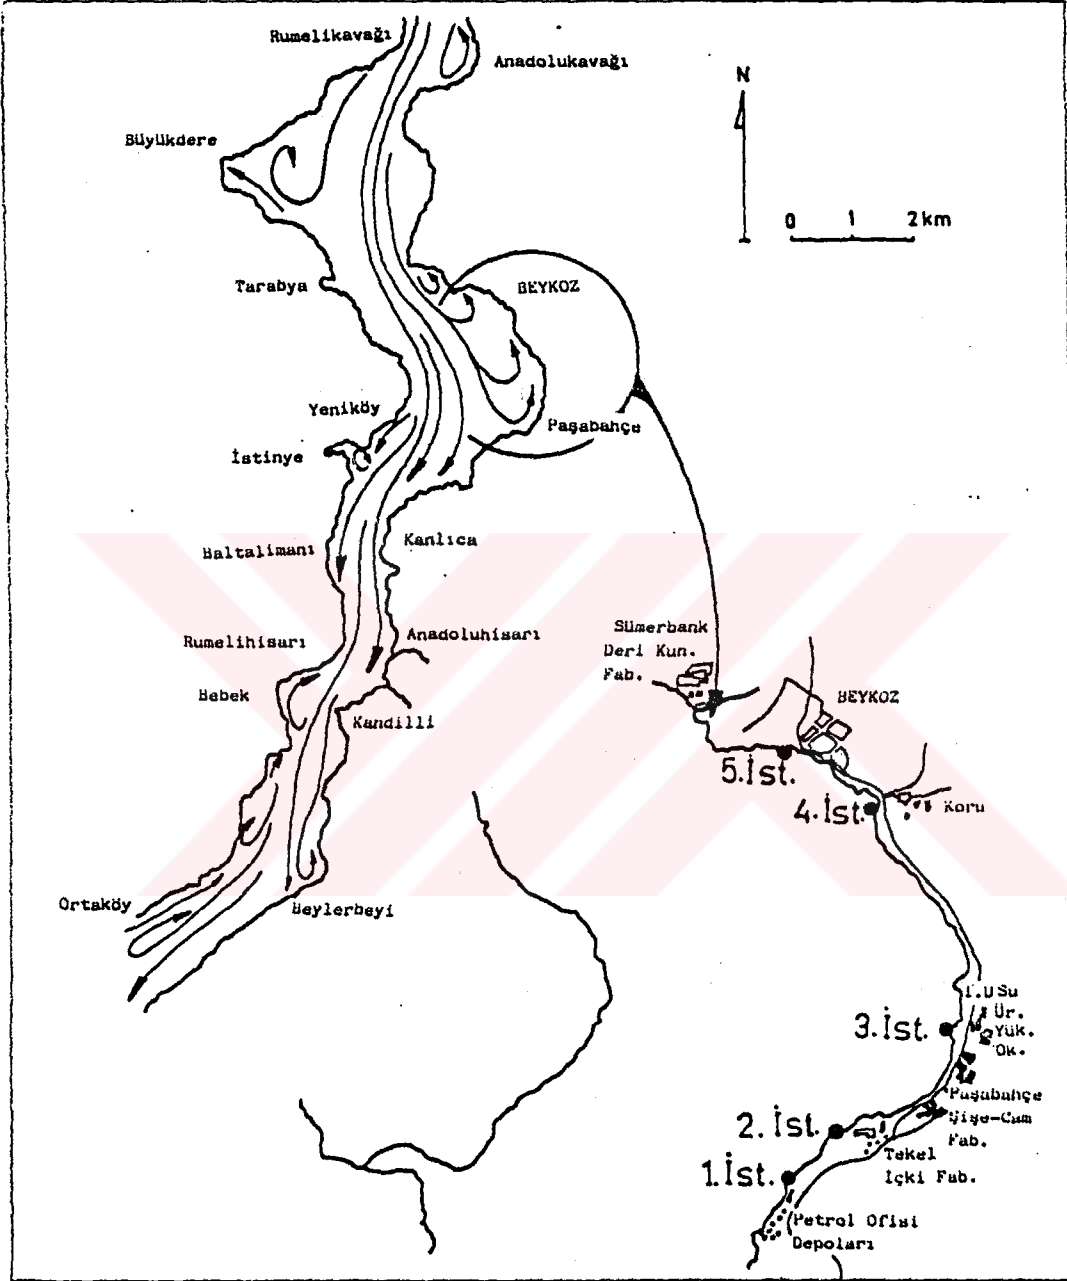 Rumelikavağı
Anadolukavağı
N
Büyükdere
0 1 2 km
Tarabya
BEYKOZ
Yeniköy
Paşabahçe
İstinye
Baltalimanı
Kanlıca
Rumelihisarı
Anadoluhisarı
Sümerbank
Deri Kun.
Fab.
Bebek
Kandilli
BEYKOZ
5.İst.
4.İst.
Koru
Ortaköy
Beylerbeyi
İ.U Su
Ür.
3.İst.
Yük.
Ok.
Paşabahçe
Şişe-Cam
Fab.
2.İst.
Tekel
İçki Fab.
1.İst.
Petrol Ofisi
Depoları